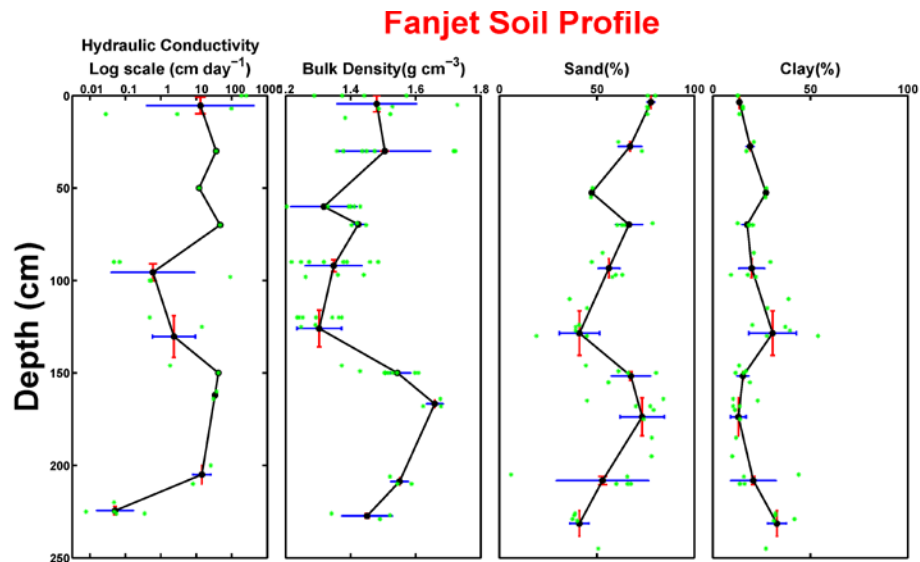 Fanjet Soil Profile
Hydraulic Conductivity
Log scale (cm day⁻¹)
Bulk Density(g cm⁻³)
Sand(%)
Clay(%)
0.01 0.1 1 10 100 1000
0.2 1.4 1.6 1.8
0 50 100
0 50 100
0
50
100
150
200
250
Depth (cm)